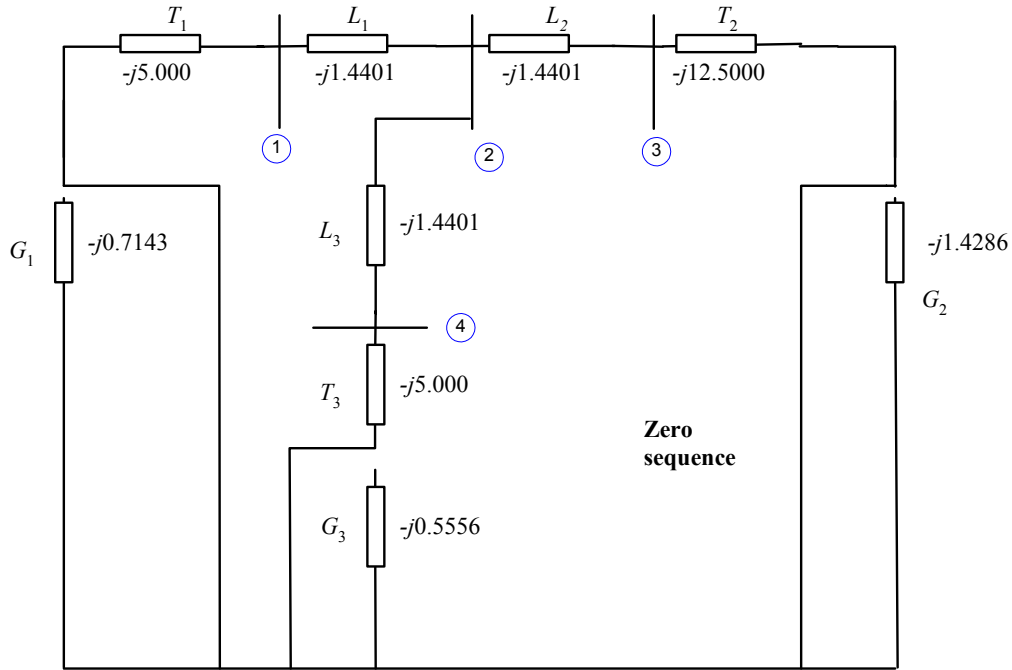 T1 L1 L2 T2
-j5.000 -j1.4401 -j1.4401 -j12.5000
1 2 3
L3 -j1.4401
G1 -j0.7143
-j1.4286
G2
4
T3 -j5.000
Zero
sequence
G3 -j0.5556